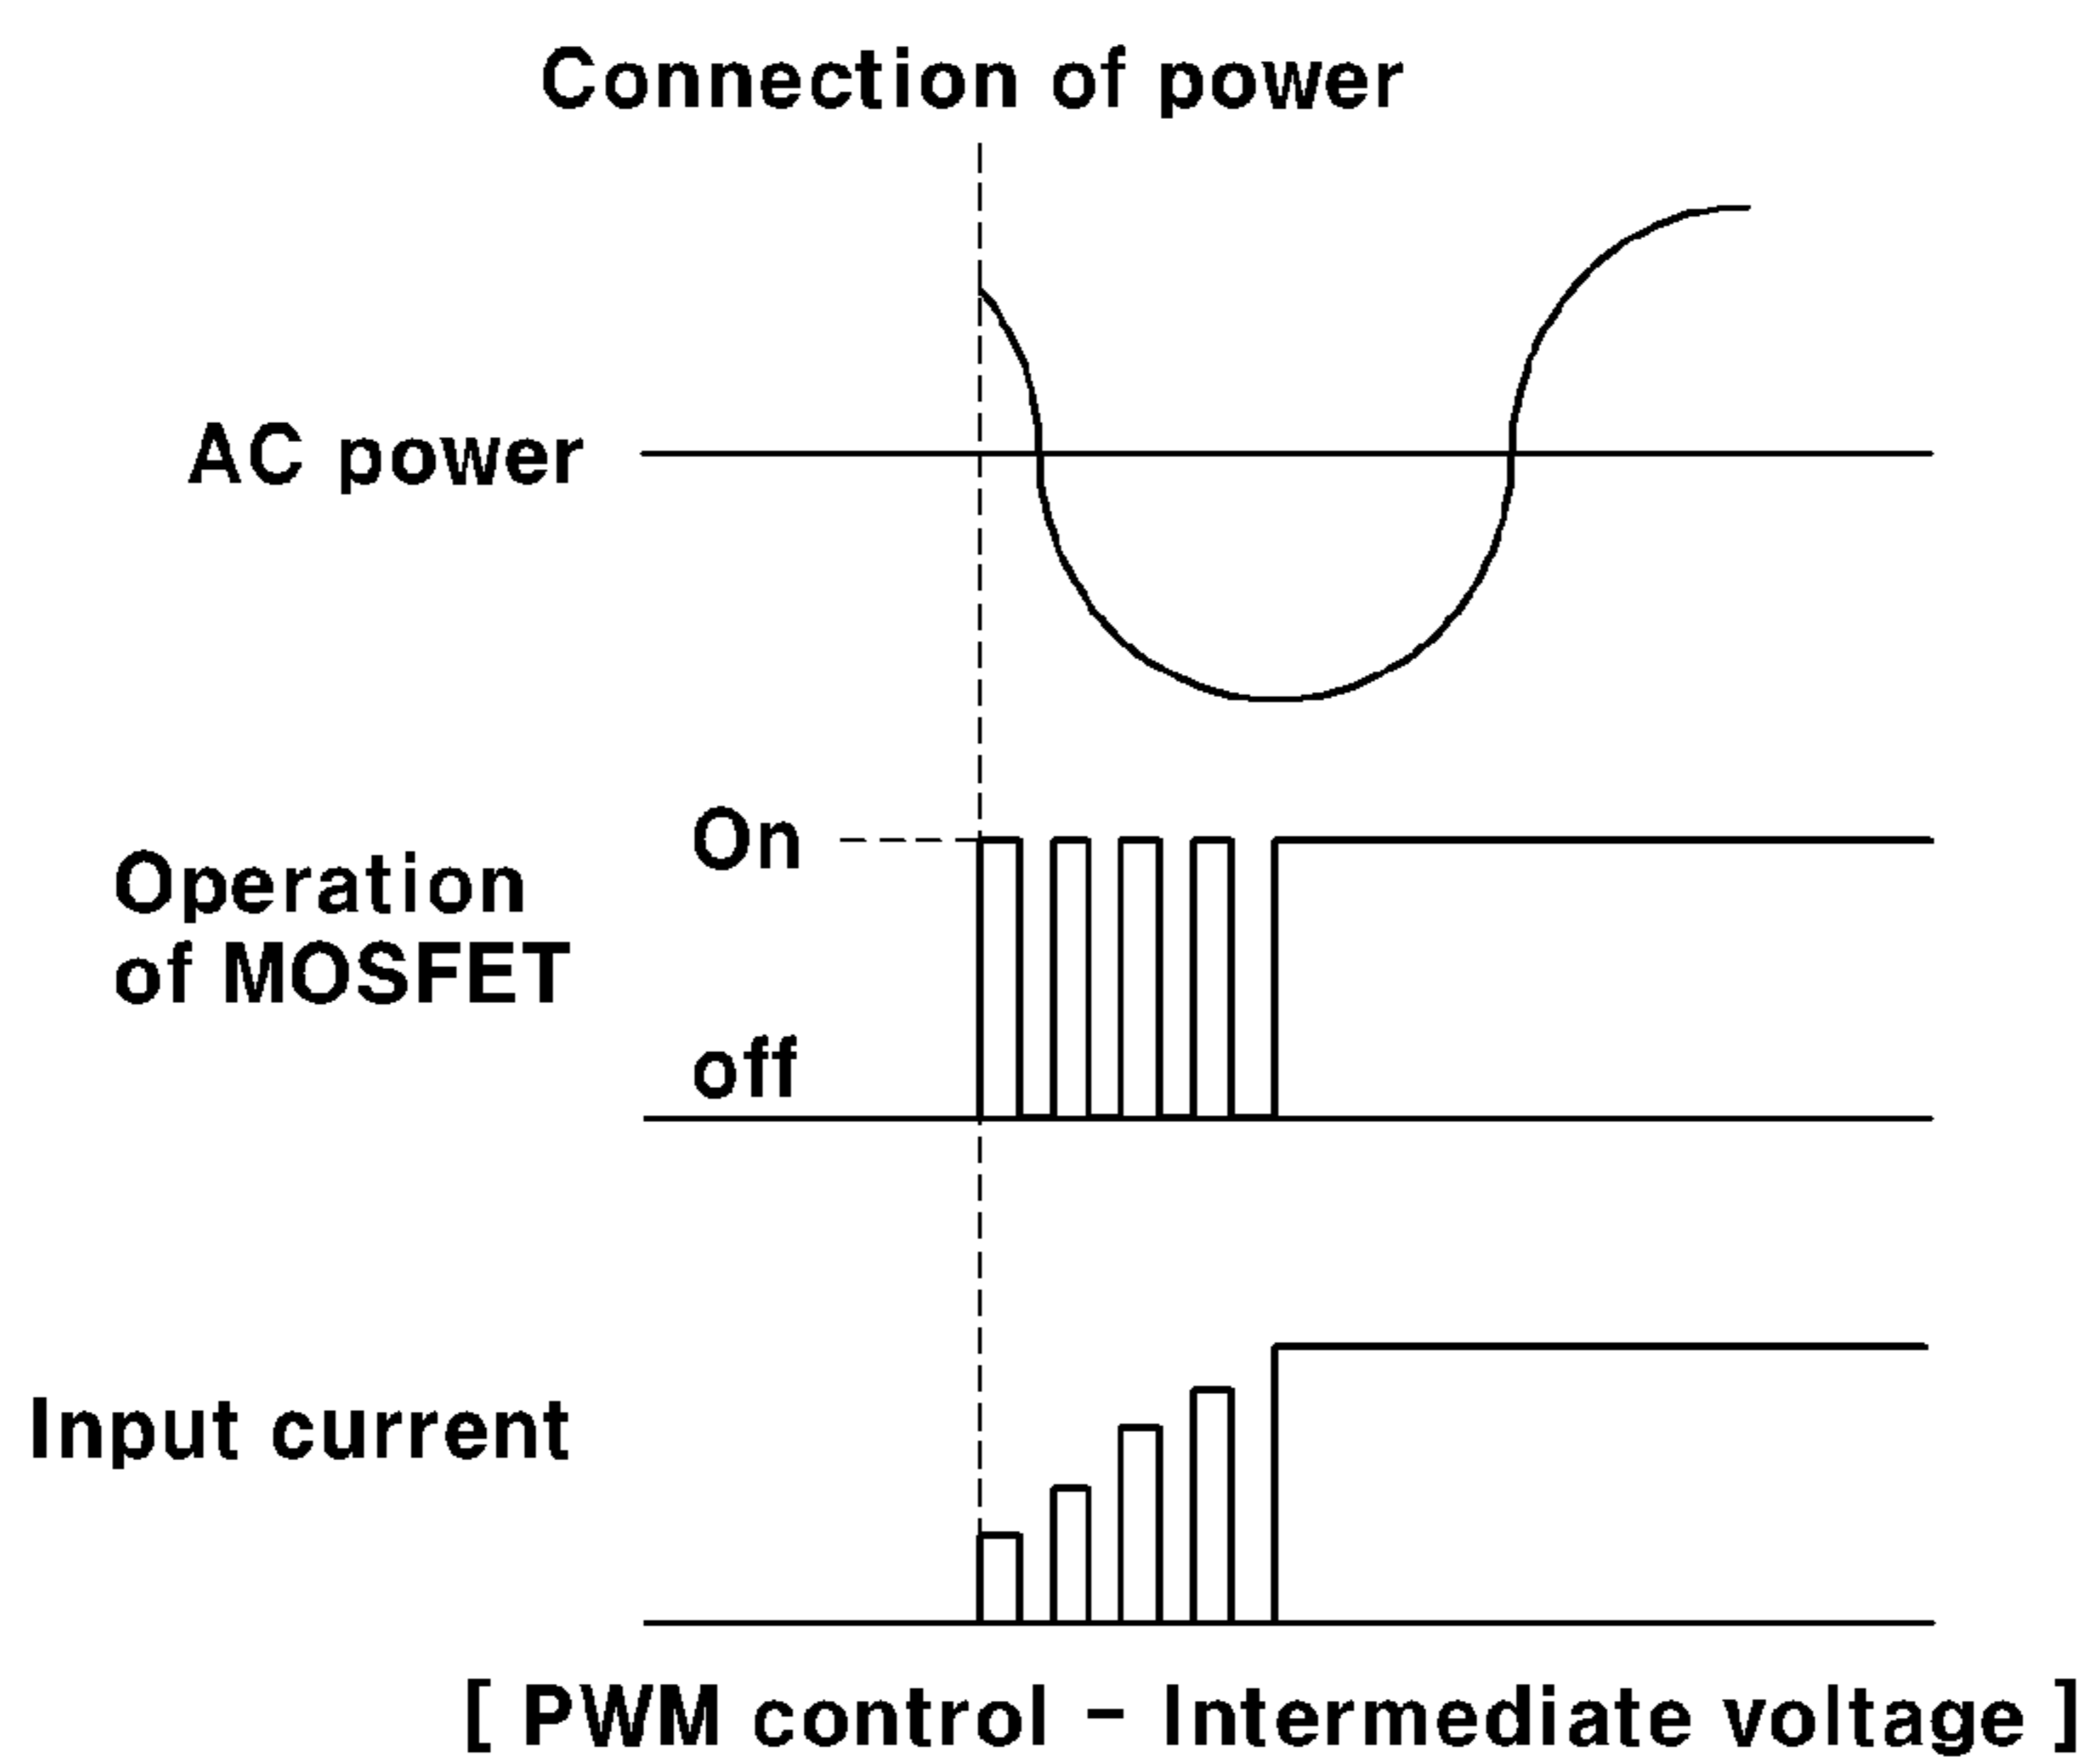 Connection of power
AC power
On
Operation
of MOSFET
off
Input current
[ PWM control - Intermediate voltage ]